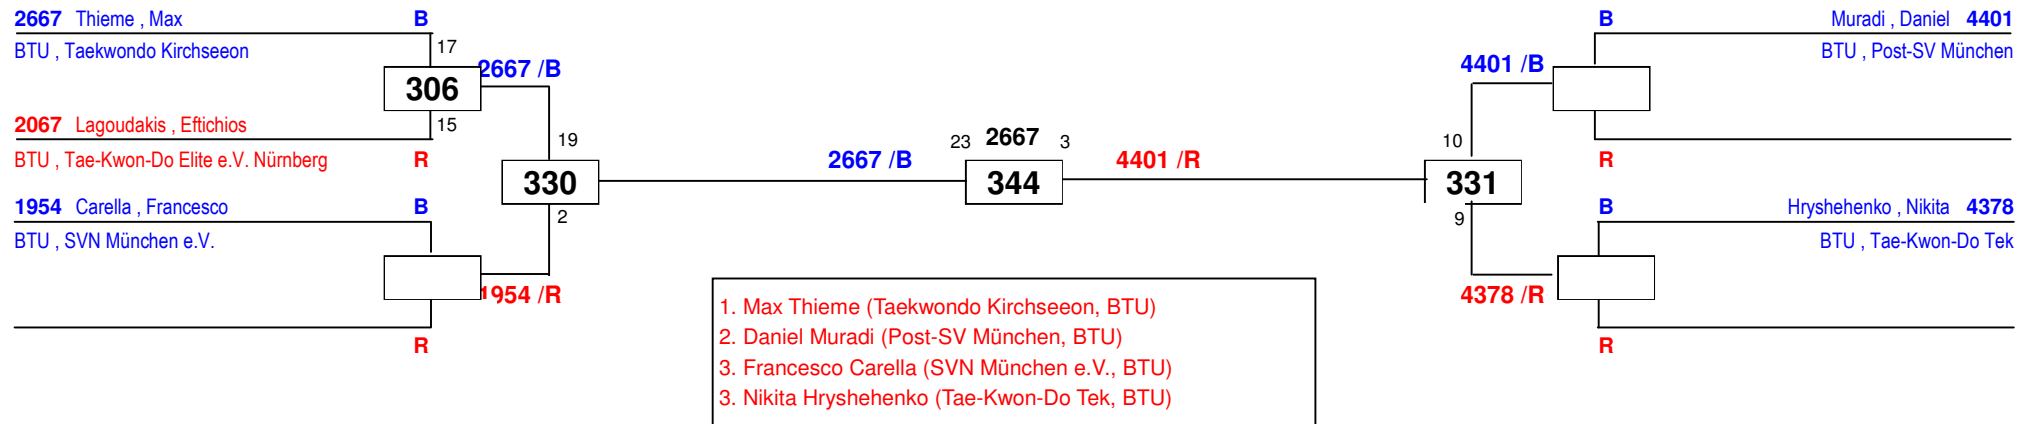 2667 Thieme , Max B
BTU , Taekwondo Kirchseeon
17
306
2667 /B
15
2067 Lagoudakis , Eftichios
BTU , Tae-Kwon-Do Elite e.V. Nürnberg R
19
330
2
1954 Carella , Francesco B
BTU , SVN München e.V.
1954 /R
R
2667 /B
23 2667 3
344
4401 /R
B Muradi , Daniel 4401
BTU , Post-SV München
4401 /B
R
10
331
9
B Hryshehenko , Nikita 4378
BTU , Tae-Kwon-Do Tek
4378 /R
R
1. Max Thieme (Taekwondo Kirchseeon, BTU)
2. Daniel Muradi (Post-SV München, BTU)
3. Francesco Carella (SVN München e.V., BTU)
3. Nikita Hryshehenko (Tae-Kwon-Do Tek, BTU)